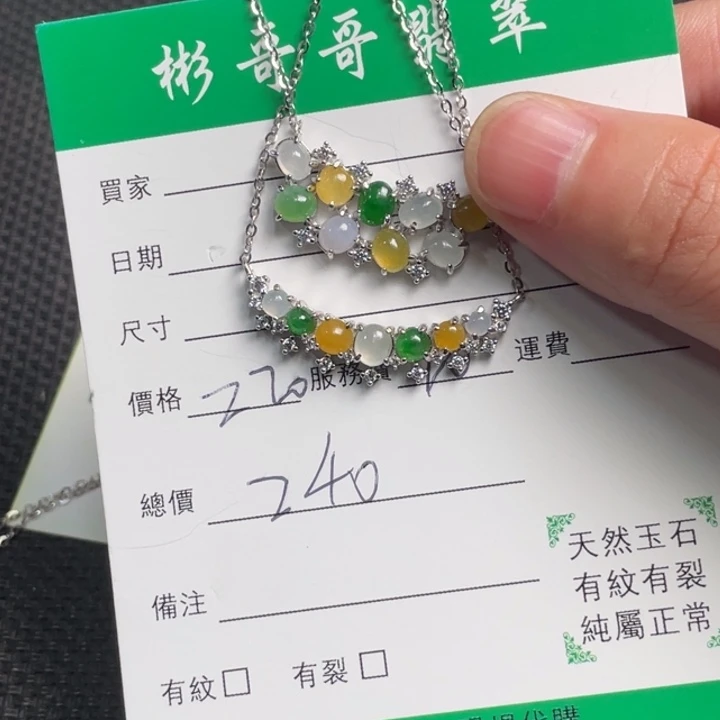 彬哥哥翡翠
買家
日期
尺寸
價格 220 服務費 運費
總價 240
天然玉石
有紋有裂
純屬正常
備注
有紋□ 有裂□
代購